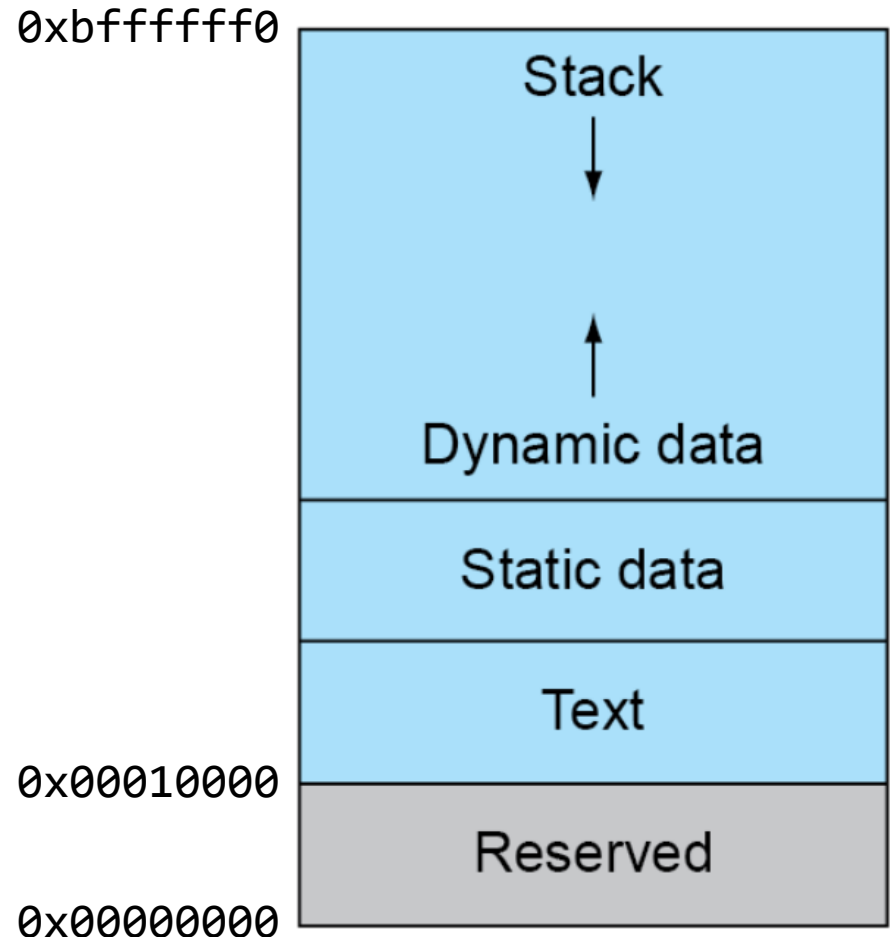 0xbffffff0
Stack
Dynamic data
Static data
Text
0x00010000
Reserved
0x00000000